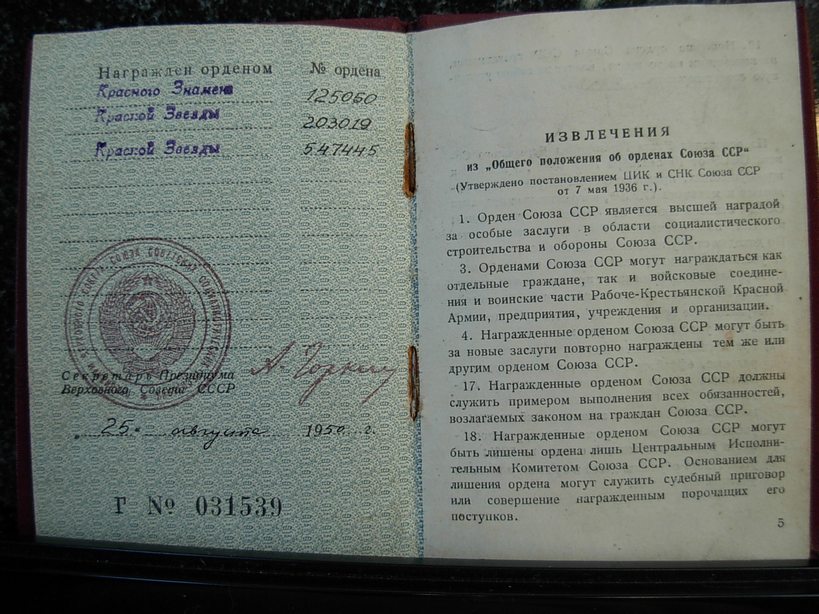 Награжден орденом № ордена
Красного Знамени 125060
Красной Звезды 203019
Красной Звезды 547445
Секретарь Президиума
Верховного Совета СССР
А. Горкин
„25“ августа 1950 г.
Г № 031539
ИЗВЛЕЧЕНИЯ
из „Общего положения об орденах Союза ССР“
(Утверждено постановлением ЦИК и СНК Союза ССР
от 7 мая 1936 г.).
1. Орден Союза ССР является высшей наградой
за особые заслуги в области социалистического
строительства и обороны Союза ССР.
3. Орденами Союза ССР могут награждаться как
отдельные граждане, так и войсковые соедине-
ния и воинские части Рабоче-Крестьянской Красной
Армии, предприятия, учреждения и организации.
4. Награжденные орденом Союза ССР могут быть
за новые заслуги повторно награждены тем же или
другим орденом Союза ССР.
17. Награжденные орденом Союза ССР должны
служить примером выполнения всех обязанностей,
возлагаемых законом на граждан Союза ССР.
18. Награжденные орденом Союза ССР могут
быть лишены ордена лишь Центральным Исполни-
тельным Комитетом Союза ССР. Основанием для
лишения ордена могут служить судебный приговор
или совершение награжденным порочащих его
поступков.
5